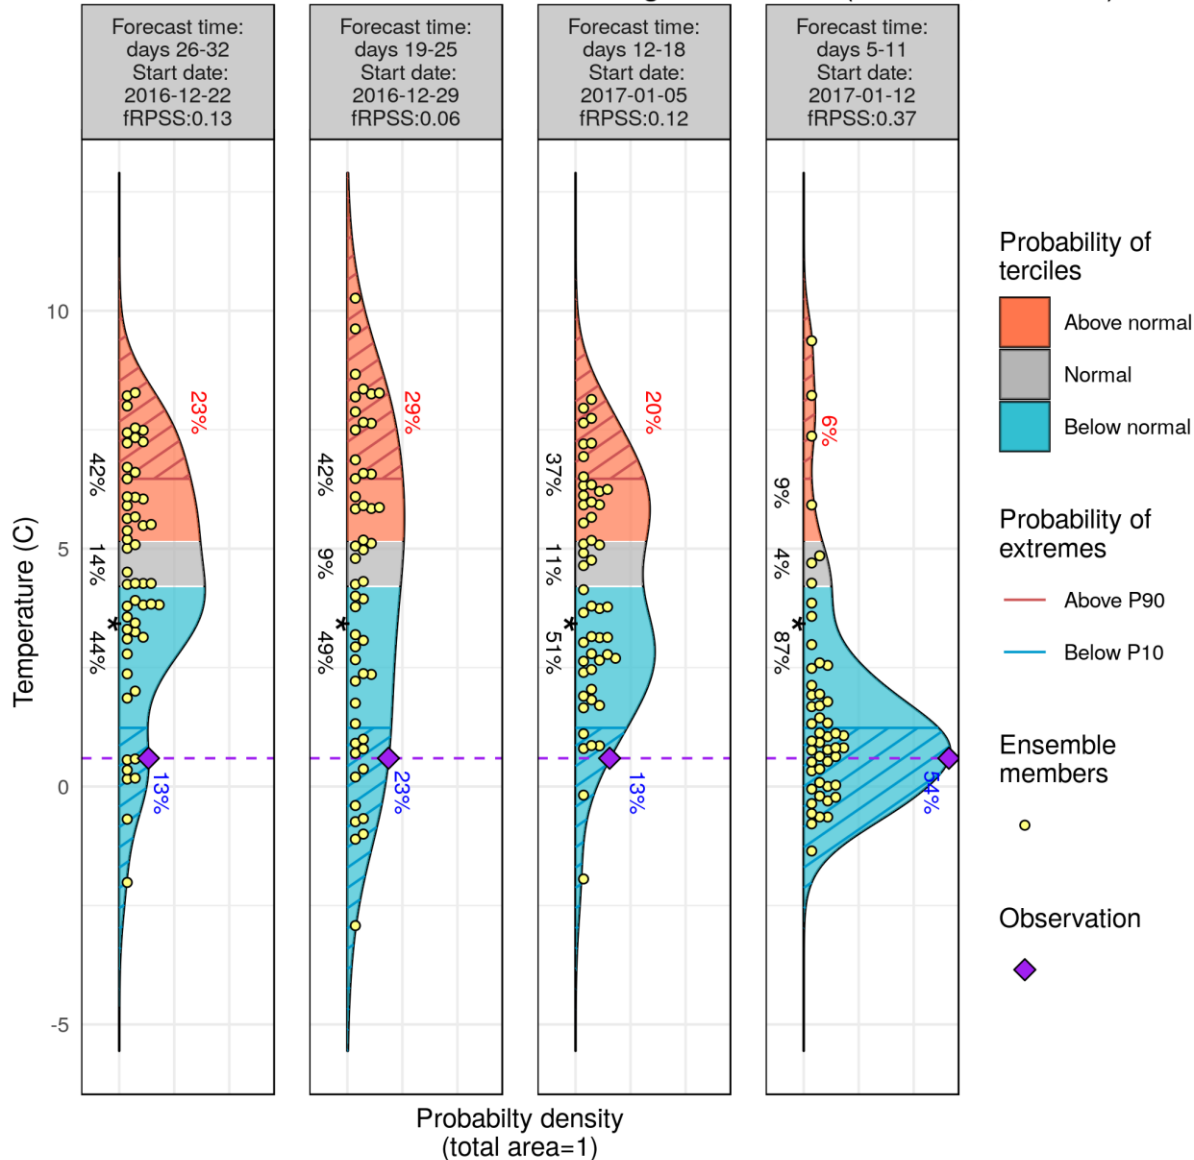 Forecast time:
days 26-32
Start date:
2016-12-22
fRPSS:0.13
Forecast time:
days 19-25
Start date:
2016-12-29
fRPSS:0.06
Forecast time:
days 12-18
Start date:
2017-01-05
fRPSS:0.12
Forecast time:
days 5-11
Start date:
2017-01-12
fRPSS:0.37
Temperature (C)
10
5
0
-5
23%
42%
14%
44%
13%
29%
42%
9%
49%
23%
20%
37%
11%
51%
13%
6%
9%
4%
87%
54%
*
*
*
*
Probabilty density
(total area=1)
Probability of
terciles
Above normal
Normal
Below normal
Probability of
extremes
Above P90
Below P10
Ensemble
members
Observation